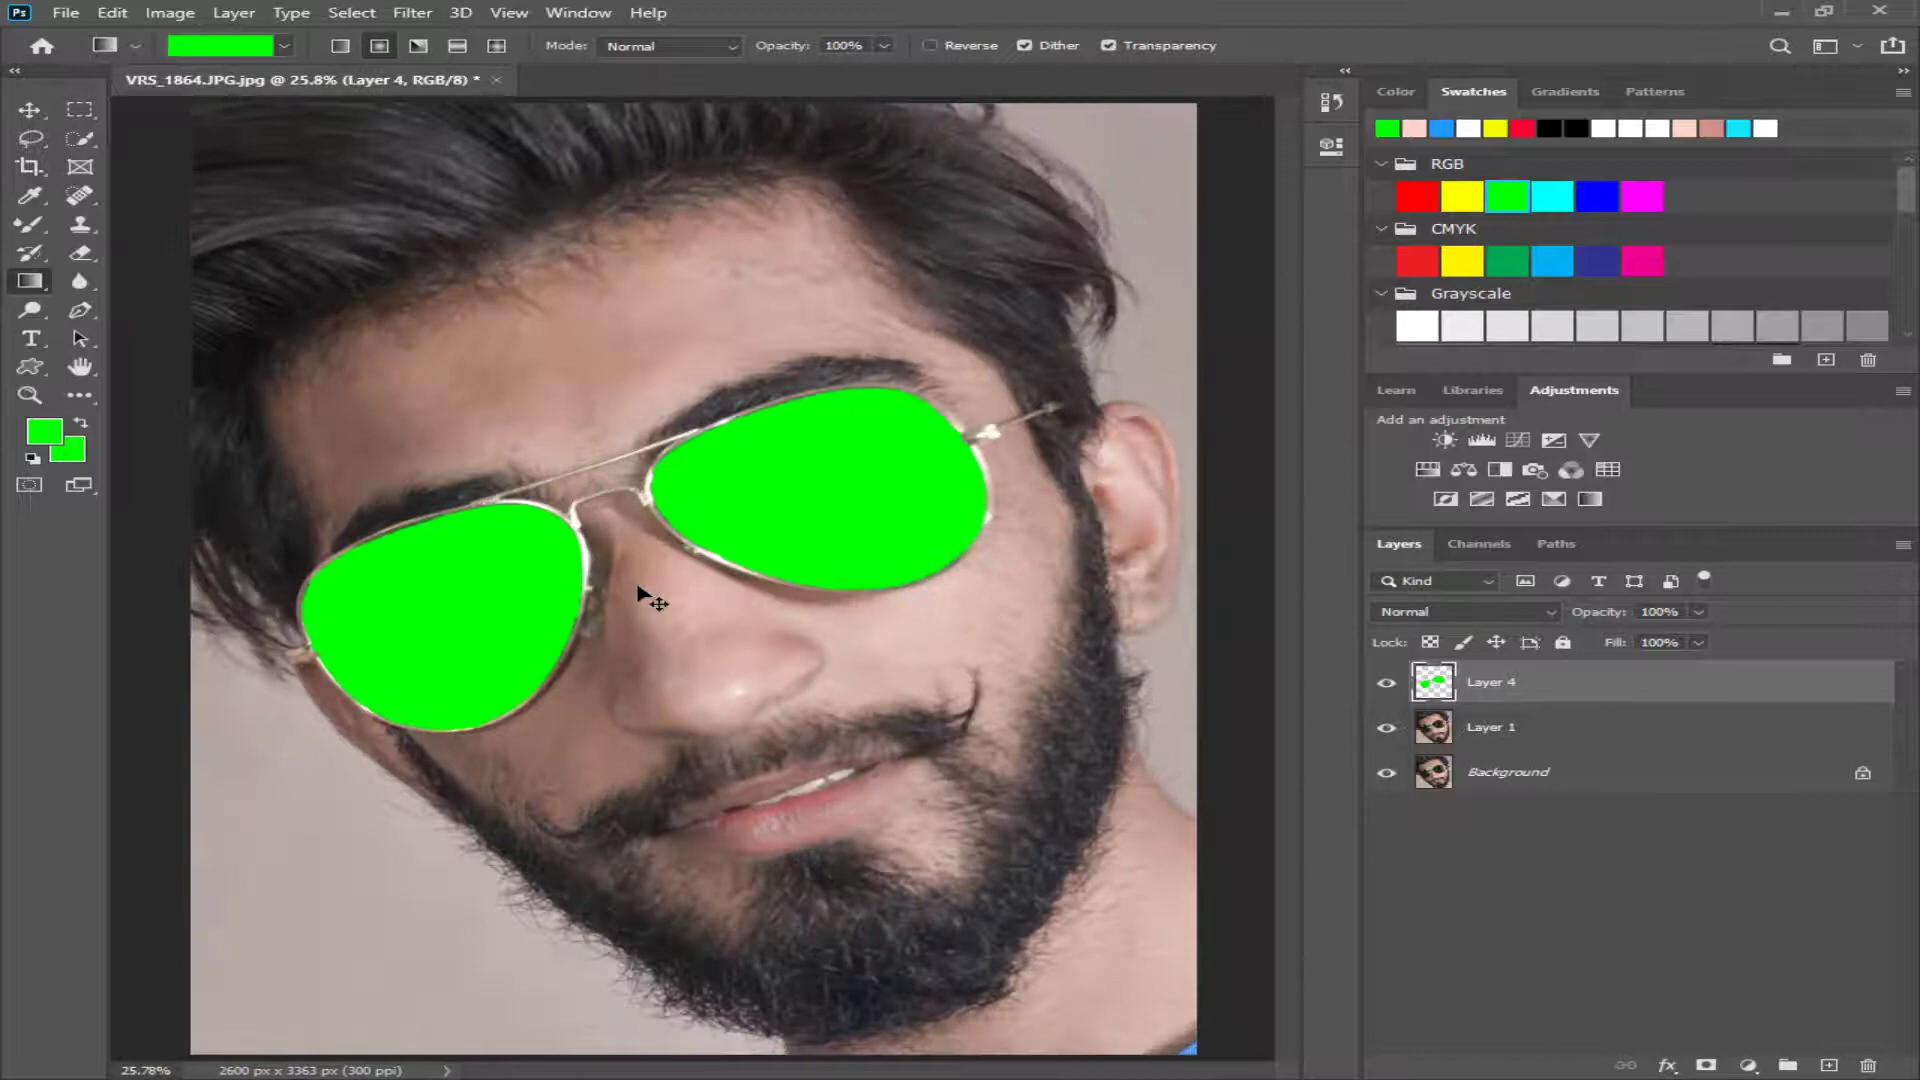 Ps File Edit Image Layer Type Select Filter 3D View Window Help
Mode: Normal Opacity: 100% Reverse Dither Transparency
VRS_1864.JPG.jpg @ 25.8% (Layer 4, RGB/8) *
Color Swatches Gradients Patterns
RGB
CMYK
Grayscale
Learn Libraries Adjustments
Add an adjustment
Layers Channels Paths
Kind
Normal Opacity: 100%
Lock: Fill: 100%
Layer 4
Layer 1
Background
25.78% 2600 px x 3363 px (300 ppi)